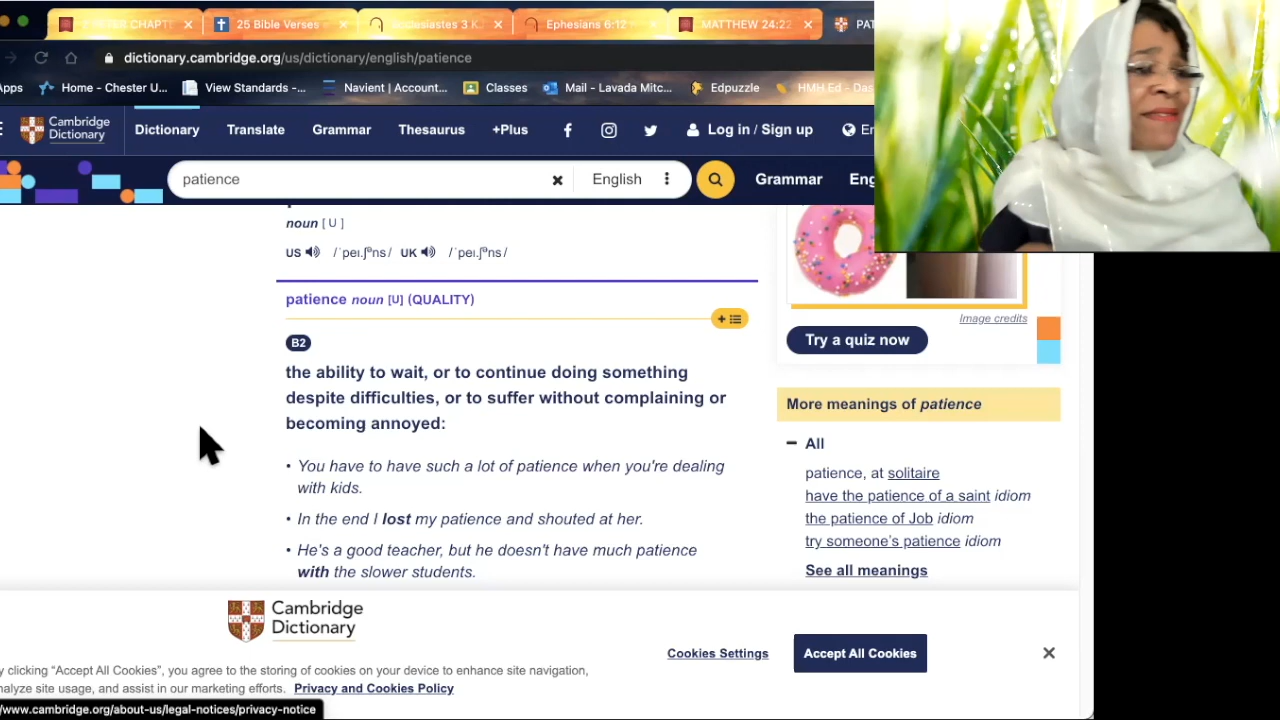 25 Bible Verses
Ecclesiastes 3 K
Ephesians 6:12
MATTHEW 24:22
PAT
dictionary.cambridge.org/us/dictionary/english/patience
Apps
Home - Chester U...
View Standards -...
Navient | Account...
Classes
Mail - Lavada Mitc...
Edpuzzle
HMH Ed - Das
Cambridge
Dictionary
Dictionary
Translate
Grammar
Thesaurus
+Plus
Log in / Sign up
En
patience
English
Grammar
Eng
noun [ U ]
US /ˈpeɪ.ʃəns/ UK /ˈpeɪ.ʃəns/
patience noun [U] (QUALITY)
B2
the ability to wait, or to continue doing something
despite difficulties, or to suffer without complaining or
becoming annoyed:
• You have to have such a lot of patience when you're dealing
with kids.
• In the end I lost my patience and shouted at her.
• He's a good teacher, but he doesn't have much patience
with the slower students.
Image credits
Try a quiz now
More meanings of patience
All
patience, at solitaire
have the patience of a saint idiom
the patience of Job idiom
try someone's patience idiom
See all meanings
Cambridge
Dictionary
y clicking “Accept All Cookies”, you agree to the storing of cookies on your device to enhance site navigation,
nalyze site usage, and assist in our marketing efforts. Privacy and Cookies Policy
Cookies Settings
Accept All Cookies
/www.cambridge.org/about-us/legal-notices/privacy-notice